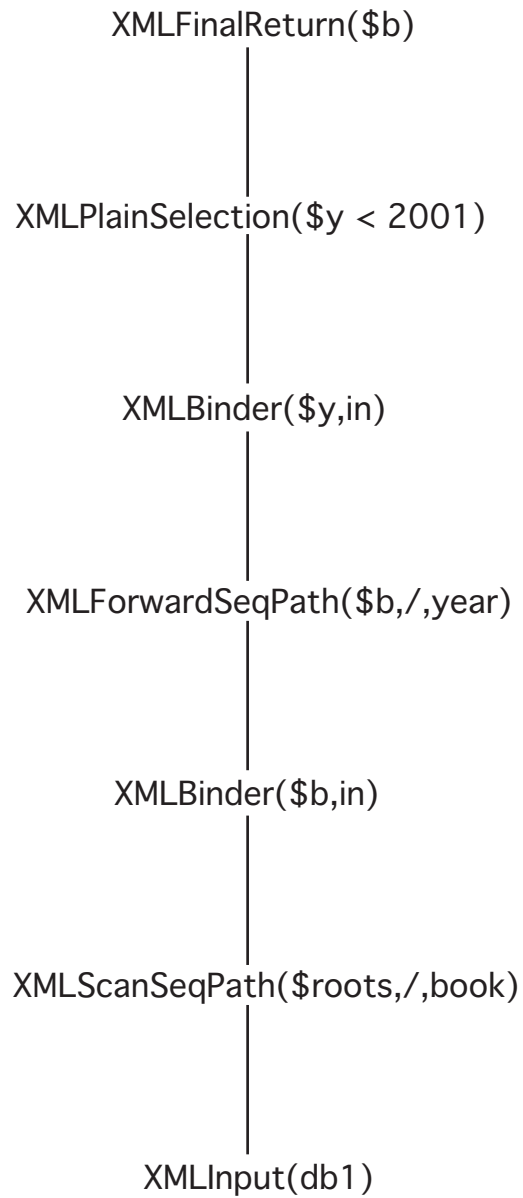 XMLFinalReturn($b)
XMLPlainSelection($y < 2001)
XMLBinder($y,in)
XMLForwardSeqPath($b,/,year)
XMLBinder($b,in)
XMLScanSeqPath($roots,/,book)
XMLInput(db1)